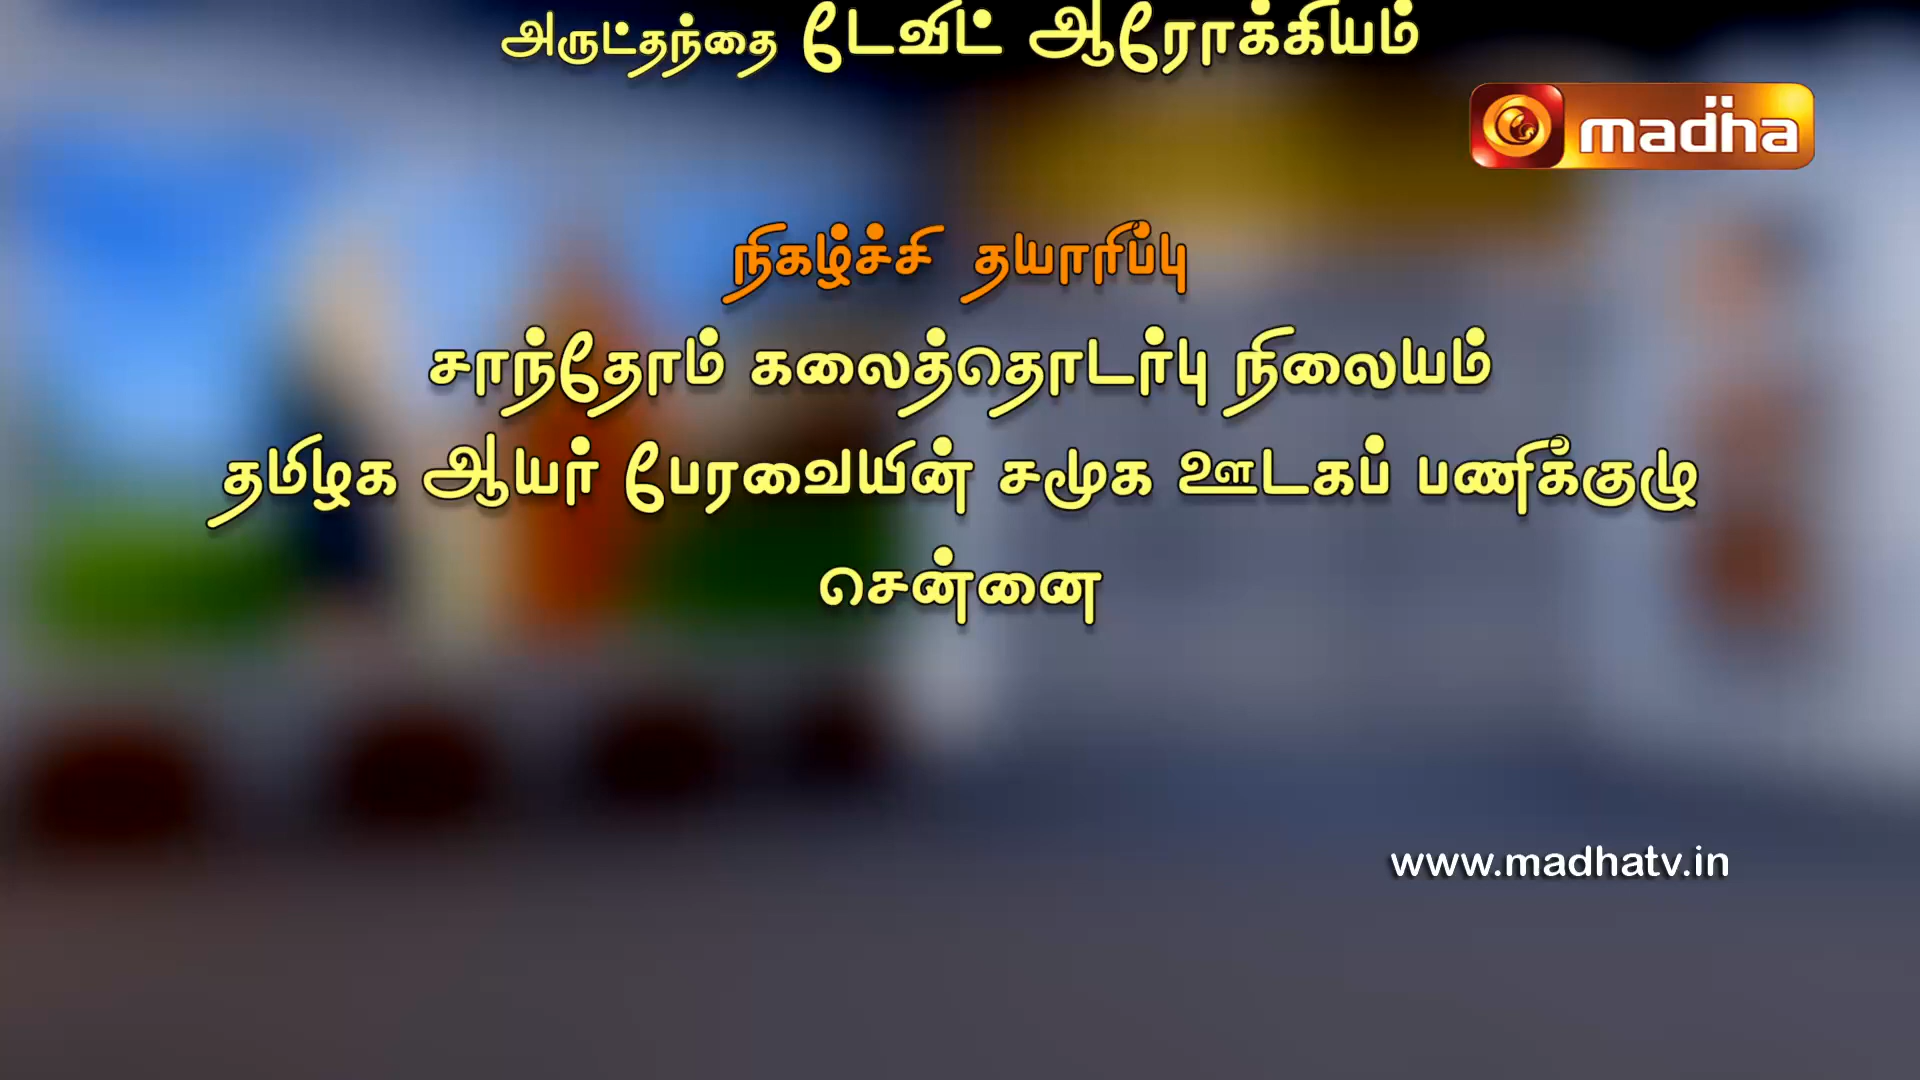 அருட்தந்தை டேவிட் ஆரோக்கியம்
madha
நிகழ்ச்சி தயாரிப்பு
சாந்தோம் கலைத்தொடர்பு நிலையம்
தமிழக ஆயர் பேரவையின் சமூக ஊடகப் பணிக்குழு
சென்னை
www.madhatv.in